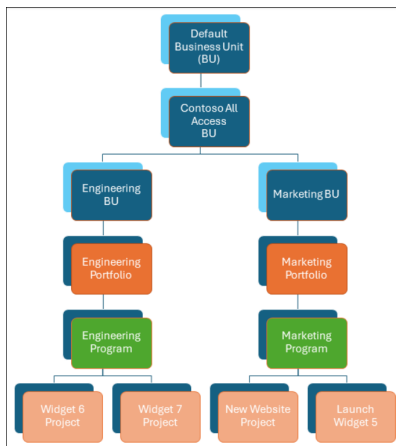 Default
Business Unit
(BU)
Contoso All
Access
BU
Engineering
BU
Marketing BU
Engineering
Portfolio
Marketing
Portfolio
Engineering
Program
Marketing
Program
Widget 6
Project
Widget 7
Project
New Website
Project
Launch
Widget 5